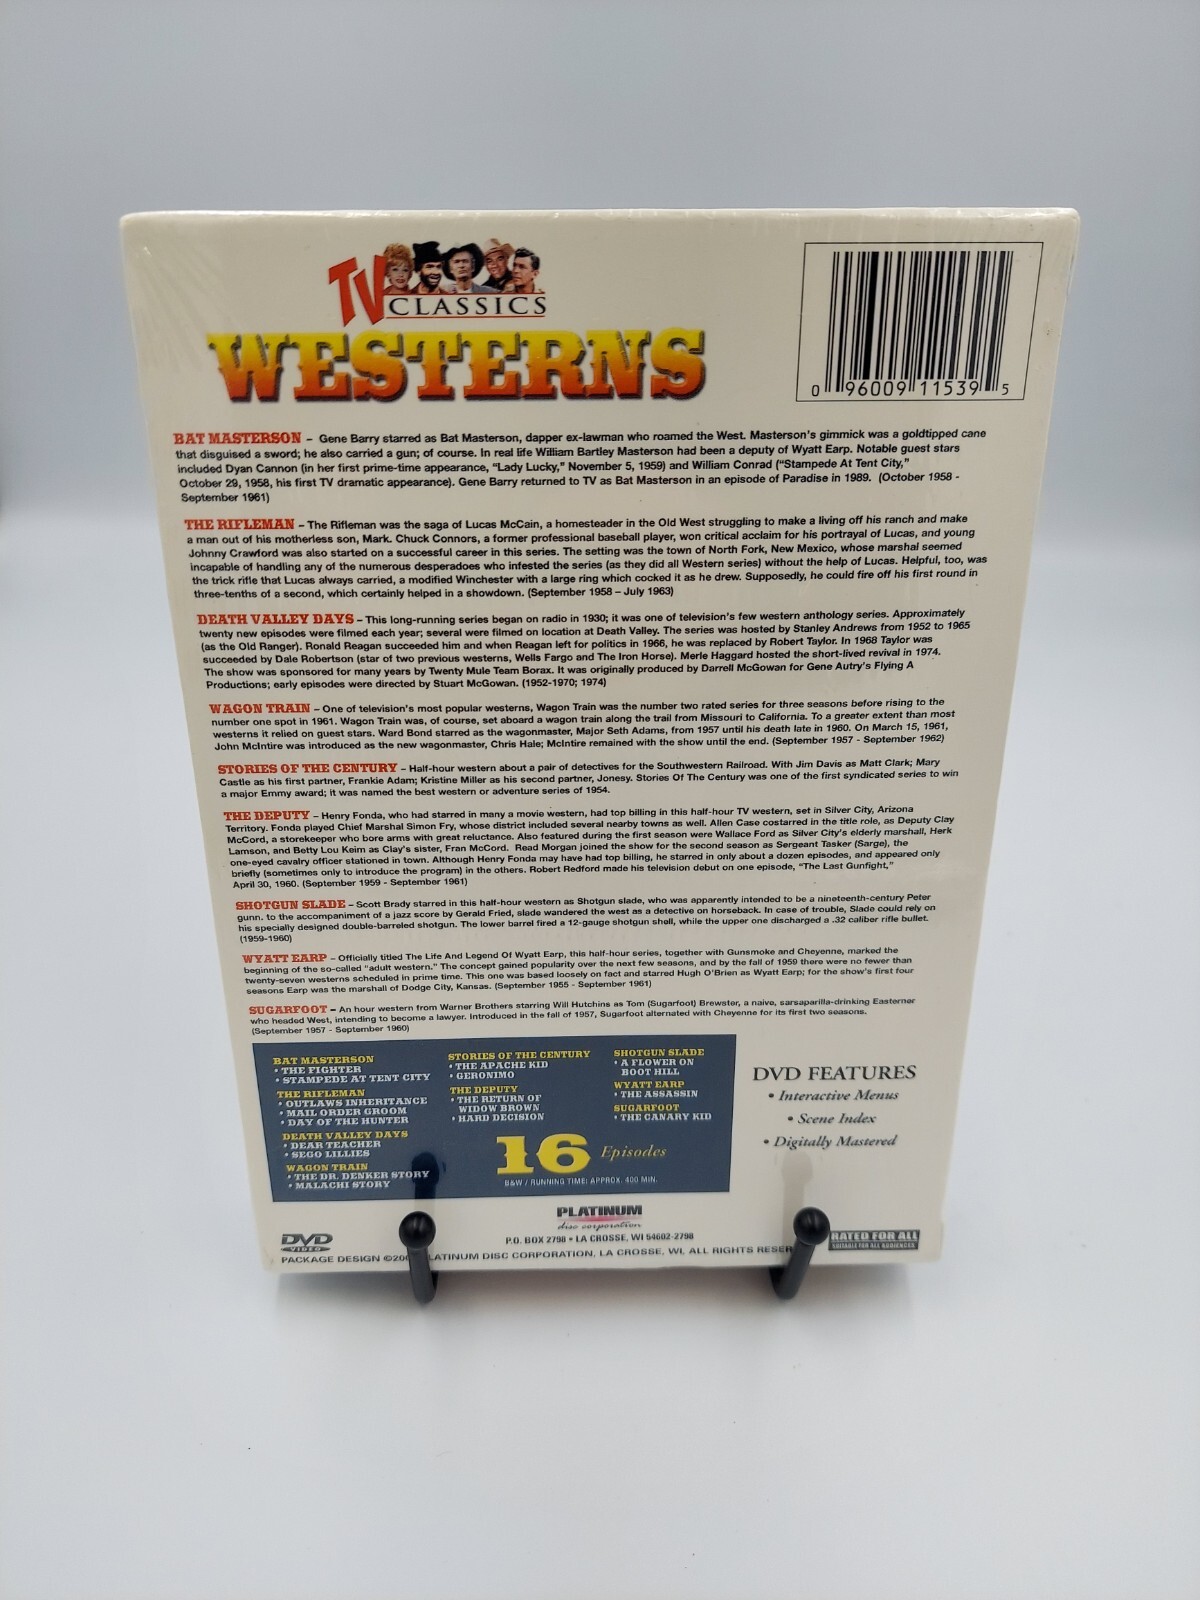 TV CLASSICS
WESTERNS
0 96009 11539 5
BAT MASTERSON – Gene Barry starred as Bat Masterson, dapper ex-lawman who roamed the West. Masterson's gimmick was a goldtipped cane
that disguised a sword; he also carried a gun; of course. In real life William Bartley Masterson had been a deputy of Wyatt Earp. Notable guest stars
included Dyan Cannon (in her first prime-time appearance, "Lady Lucky," November 5, 1959) and William Conrad ("Stampede At Tent City,"
October 29, 1958, his first TV dramatic appearance). Gene Barry returned to TV as Bat Masterson in an episode of Paradise in 1989. (October 1958 -
September 1961)
THE RIFLEMAN – The Rifleman was the saga of Lucas McCain, a homesteader in the Old West struggling to make a living off his ranch and make
a man out of his motherless son, Mark. Chuck Connors, a former professional baseball player, won critical acclaim for his portrayal of Lucas, and young
Johnny Crawford was also started on a successful career in this series. The setting was the town of North Fork, New Mexico, whose marshal seemed
incapable of handling any of the numerous desperadoes who infested the series (as they did all Western series) without the help of Lucas. Helpful, too, was
the trick rifle that Lucas always carried, a modified Winchester with a large ring which cocked it as he drew. Supposedly, he could fire off his first round in
three-tenths of a second, which certainly helped in a showdown. (September 1958 – July 1963)
DEATH VALLEY DAYS – This long-running series began on radio in 1930; it was one of television's few western anthology series. Approximately
twenty new episodes were filmed each year; several were filmed on location at Death Valley. The series was hosted by Stanley Andrews from 1952 to 1965
(as the Old Ranger). Ronald Reagan succeeded him and when Reagan left for politics in 1966, he was replaced by Robert Taylor. In 1968 Taylor was
succeeded by Dale Robertson (star of two previous westerns, Wells Fargo and The Iron Horse). Merle Haggard hosted the short-lived revival in 1974.
The show was sponsored for many years by Twenty Mule Team Borax. It was originally produced by Darrell McGowan for Gene Autry's Flying A
Productions; early episodes were directed by Stuart McGowan. (1952-1970; 1974)
WAGON TRAIN – One of television's most popular westerns, Wagon Train was the number two rated series for three seasons before rising to the
number one spot in 1961. Wagon Train was, of course, set aboard a wagon train along the trail from Missouri to California. To a greater extent than most
westerns it relied on guest stars. Ward Bond starred as the wagonmaster, Major Seth Adams, from 1957 until his death late in 1960. On March 15, 1961,
John McIntire was introduced as the new wagonmaster, Chris Hale; McIntire remained with the show until the end. (September 1957 - September 1962)
STORIES OF THE CENTURY – Half-hour western about a pair of detectives for the Southwestern Railroad. With Jim Davis as Matt Clark; Mary
Castle as his first partner, Frankie Adam; Kristine Miller as his second partner, Jonesy. Stories Of The Century was one of the first syndicated series to win
a major Emmy award; it was named the best western or adventure series of 1954.
THE DEPUTY – Henry Fonda, who had starred in many a movie western, had top billing in this half-hour TV western, set in Silver City, Arizona
Territory. Fonda played Chief Marshal Simon Fry, whose district included several nearby towns as well. Allen Case costarred in the title role, as Deputy Clay
McCord, a storekeeper who bore arms with great reluctance. Also featured during the first season were Wallace Ford as Silver City's elderly marshall, Herk
Lamson, and Betty Lou Keim as Clay's sister, Fran McCord. Read Morgan joined the show for the second season as Sergeant Tasker (Sarge), the
one-eyed cavalry officer stationed in town. Although Henry Fonda may have had top billing, he starred in only about a dozen episodes, and appeared only
briefly (sometimes only to introduce the program) in the others. Robert Redford made his television debut on one episode, "The Last Gunfight,"
April 30, 1960. (September 1959 - September 1961)
SHOTGUN SLADE – Scott Brady starred in this half-hour western as Shotgun slade, who was apparently intended to be a nineteenth-century Peter
gunn. to the accompaniment of a jazz score by Gerald Fried, slade wandered the west as a detective on horseback. In case of trouble, Slade could rely on
his specially designed double-barreled shotgun. The lower barrel fired a 12-gauge shotgun shell, while the upper one discharged a .32 caliber rifle bullet.
(1959-1960)
WYATT EARP – Officially titled The Life And Legend Of Wyatt Earp, this half-hour series, together with Gunsmoke and Cheyenne, marked the
beginning of the so-called "adult western." The concept gained popularity over the next few seasons, and by the fall of 1959 there were no fewer than
twenty-seven westerns scheduled in prime time. This one was based loosely on fact and starred Hugh O'Brien as Wyatt Earp; for the show's first four
seasons Earp was the marshall of Dodge City, Kansas. (September 1955 - September 1961)
SUGARFOOT – An hour western from Warner Brothers starring Will Hutchins as Tom (Sugarfoot) Brewster, a naive, sarsaparilla-drinking Easterner
who headed West, intending to become a lawyer. Introduced in the fall of 1957, Sugarfoot alternated with Cheyenne for its first two seasons.
(September 1957 - September 1960)
BAT MASTERSON
• THE FIGHTER
• STAMPEDE AT TENT CITY
THE RIFLEMAN
• OUTLAWS INHERITANCE
• MAIL ORDER GROOM
• DAY OF THE HUNTER
DEATH VALLEY DAYS
• DEAR TEACHER
• SEGO LILLIES
WAGON TRAIN
• THE DR. DENKER STORY
• MALACHI STORY
STORIES OF THE CENTURY
• THE APACHE KID
• GERONIMO
THE DEPUTY
• THE RETURN OF
WIDOW BROWN
• HARD DECISION
SHOTGUN SLADE
• A FLOWER ON
BOOT HILL
WYATT EARP
• THE ASSASSIN
SUGARFOOT
• THE CANARY KID
16 Episodes
B&W / RUNNING TIME: APPROX. 400 MIN.
DVD FEATURES
• Interactive Menus
• Scene Index
• Digitally Mastered
PLATINUM
disc corporation
P.O. BOX 2798 • LA CROSSE, WI 54602-2798
DVD
VIDEO
PACKAGE DESIGN ©20 LATINUM DISC CORPORATION, LA CROSSE, WI, ALL RIGHTS RESER
RATED FOR ALL
SUITABLE FOR ALL AUDIENCES